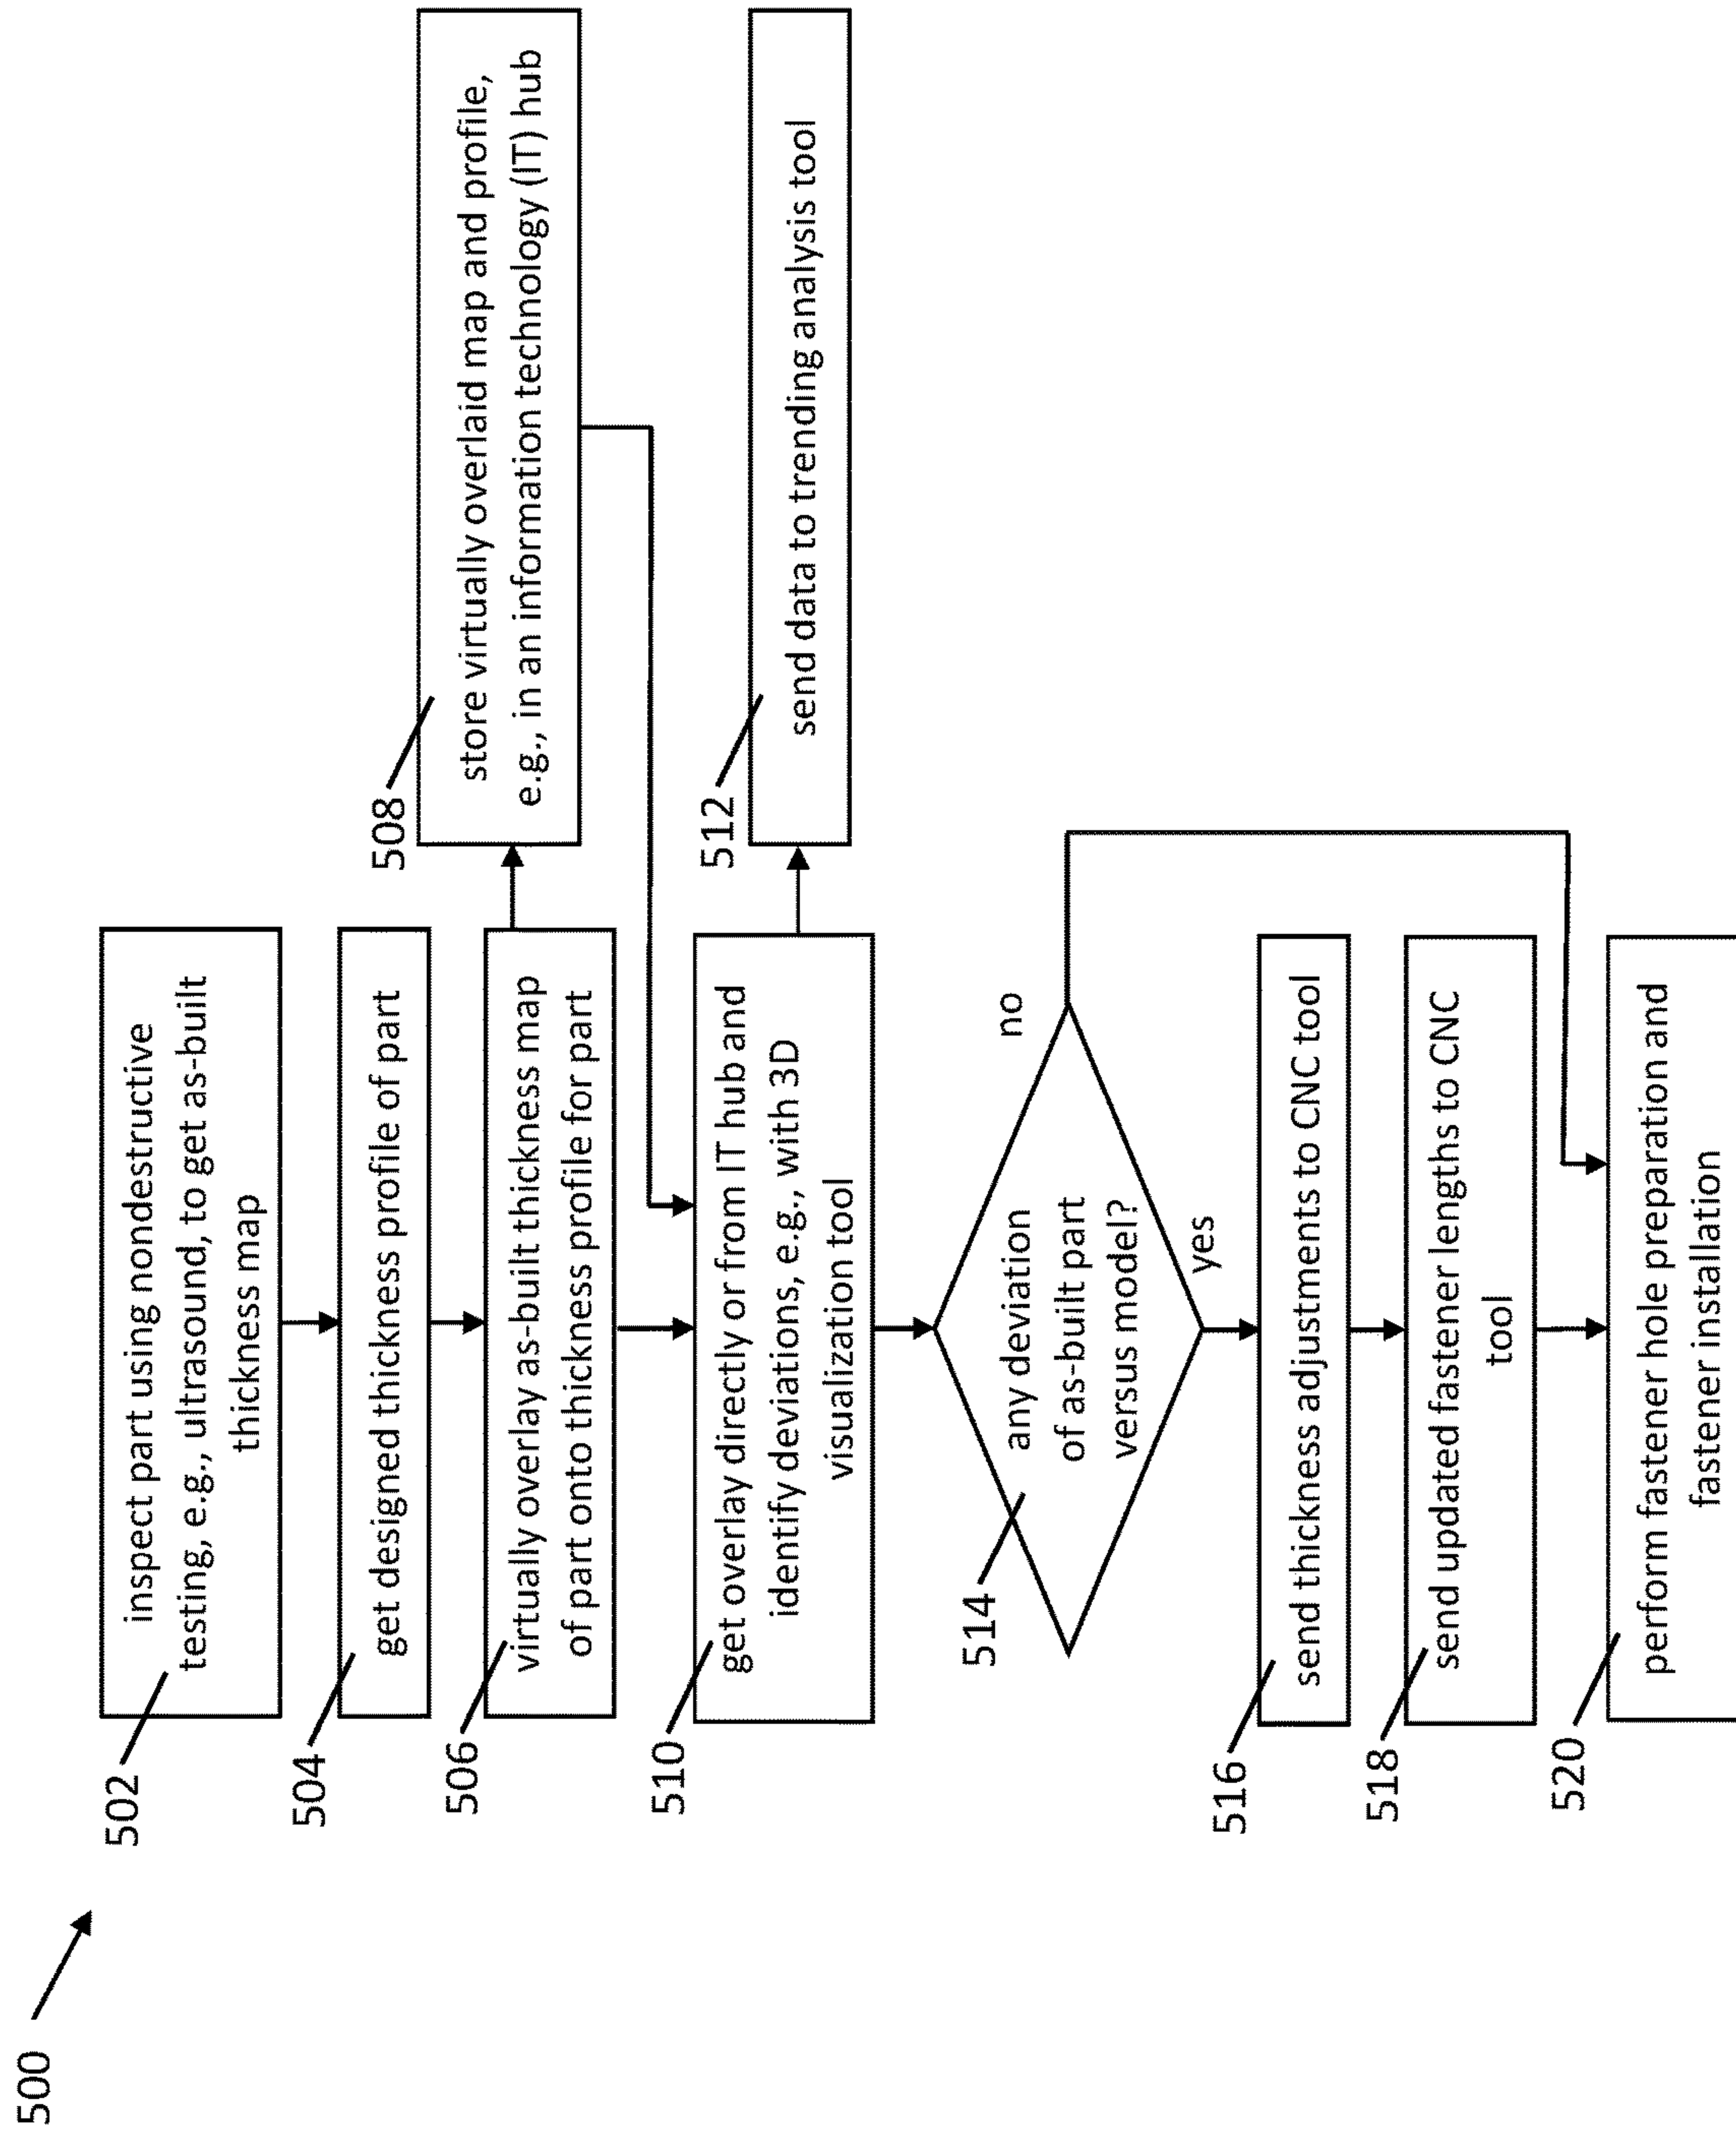 500
502
inspect part using nondestructive
testing, e.g., ultrasound, to get as-built
thickness map
504
get designed thickness profile of part
506
virtually overlay as-built thickness map
of part onto thickness profile for part
508
store virtually overlaid map and profile,
e.g., in an information technology (IT) hub
510
get overlay directly or from IT hub and
identify deviations, e.g., with 3D
visualization tool
512
send data to trending analysis tool
514
any deviation
of as-built part
versus model?
no
yes
516
send thickness adjustments to CNC tool
518
send updated fastener lengths to CNC
tool
520
perform fastener hole preparation and
fastener installation